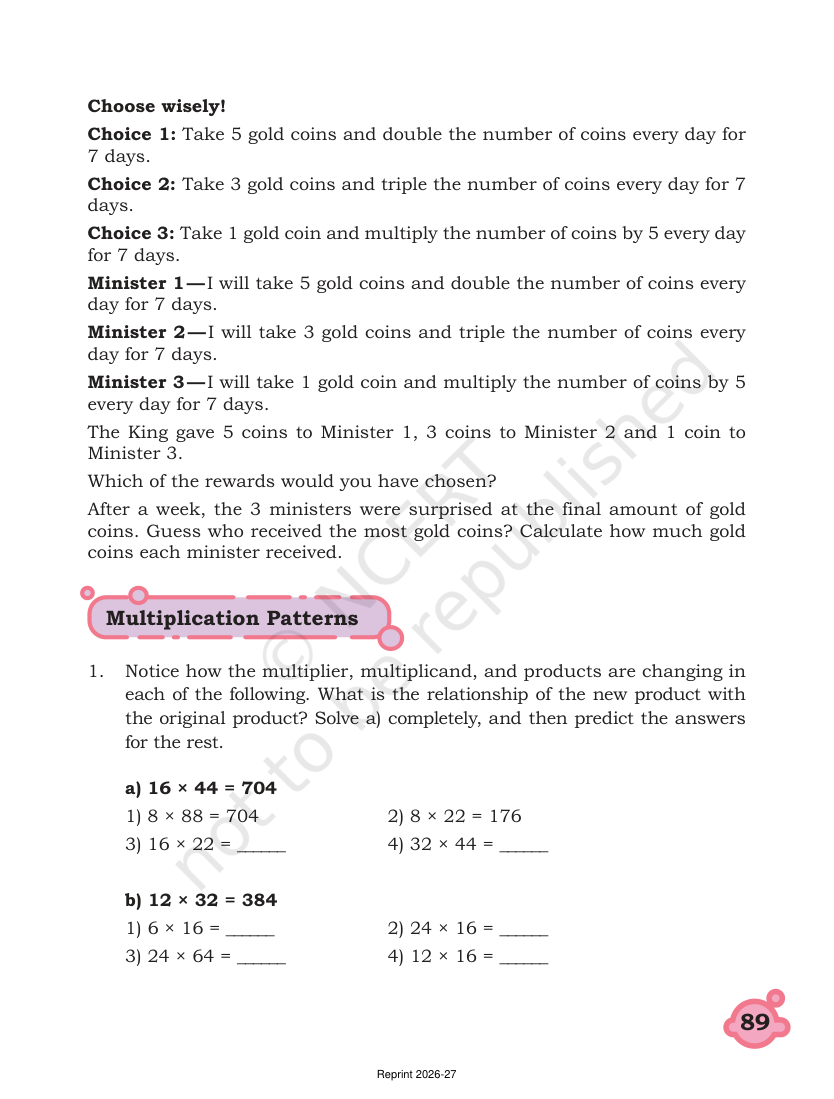 Choose wisely!
Choice 1: Take 5 gold coins and double the number of coins every day for
7 days.
Choice 2: Take 3 gold coins and triple the number of coins every day for 7
days.
Choice 3: Take 1 gold coin and multiply the number of coins by 5 every day
for 7 days.
Minister 1—I will take 5 gold coins and double the number of coins every
day for 7 days.
Minister 2—I will take 3 gold coins and triple the number of coins every
day for 7 days.
Minister 3—I will take 1 gold coin and multiply the number of coins by 5
every day for 7 days.
The King gave 5 coins to Minister 1, 3 coins to Minister 2 and 1 coin to
Minister 3.
Which of the rewards would you have chosen?
After a week, the 3 ministers were surprised at the final amount of gold
coins. Guess who received the most gold coins? Calculate how much gold
coins each minister received.
Multiplication Patterns
1. Notice how the multiplier, multiplicand, and products are changing in
each of the following. What is the relationship of the new product with
the original product? Solve a) completely, and then predict the answers
for the rest.
a) 16 × 44 = 704
1) 8 × 88 = 704 2) 8 × 22 = 176
3) 16 × 22 = ______ 4) 32 × 44 = ______
b) 12 × 32 = 384
1) 6 × 16 = ______ 2) 24 × 16 = ______
3) 24 × 64 = ______ 4) 12 × 16 = ______
89
Reprint 2026-27
© NCERT
not to be republished